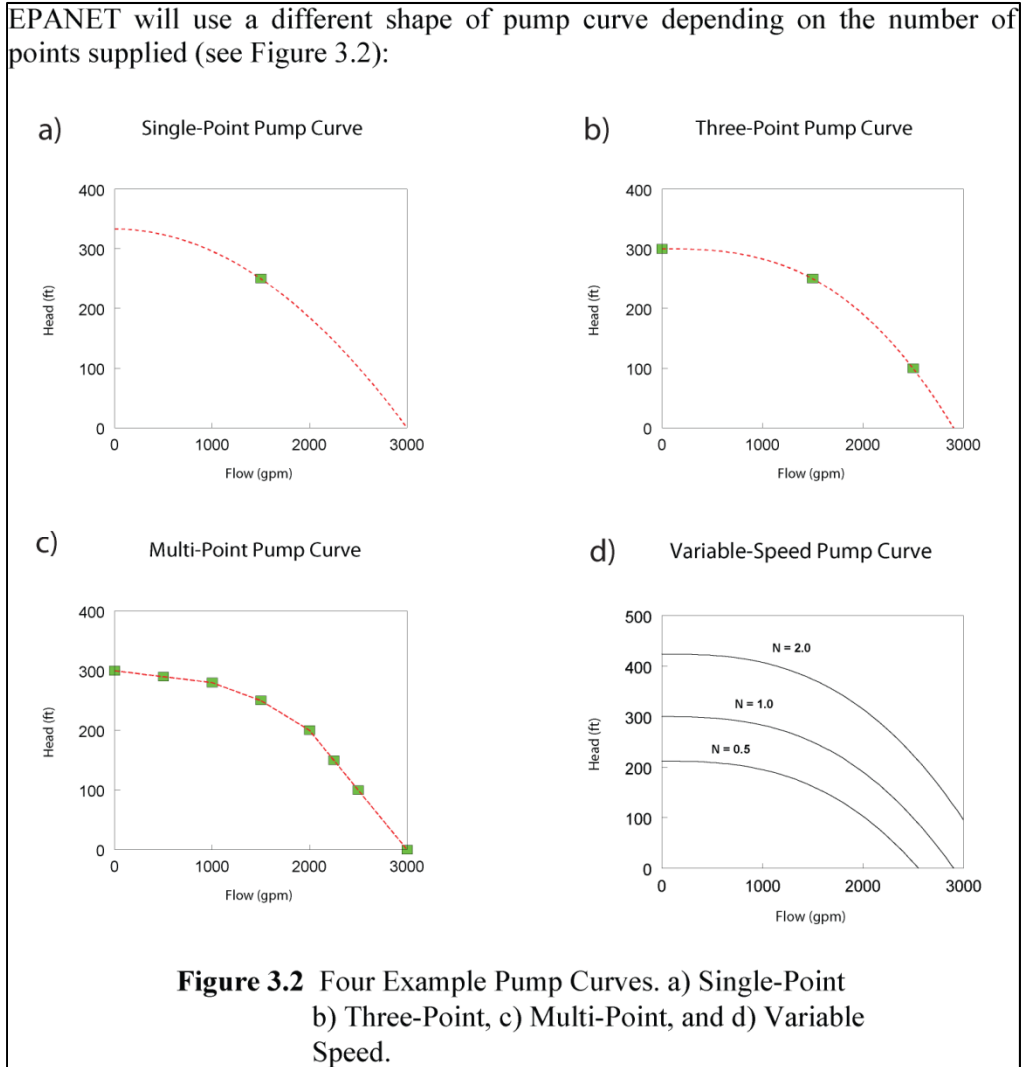 EPANET will use a different shape of pump curve depending on the number of
points supplied (see Figure 3.2):
a) Single-Point Pump Curve
400
300
200
100
0
Head (ft)
0 1000 2000 3000
Flow (gpm)
b) Three-Point Pump Curve
400
300
200
100
0
Head (ft)
0 1000 2000 3000
Flow (gpm)
c) Multi-Point Pump Curve
400
300
200
100
0
Head (ft)
0 1000 2000 3000
Flow (gpm)
d) Variable-Speed Pump Curve
500
400
300
200
100
0
Head (ft)
N = 2.0
N = 1.0
N = 0.5
0 1000 2000 3000
Flow (gpm)
Figure 3.2 Four Example Pump Curves. a) Single-Point
b) Three-Point, c) Multi-Point, and d) Variable
Speed.